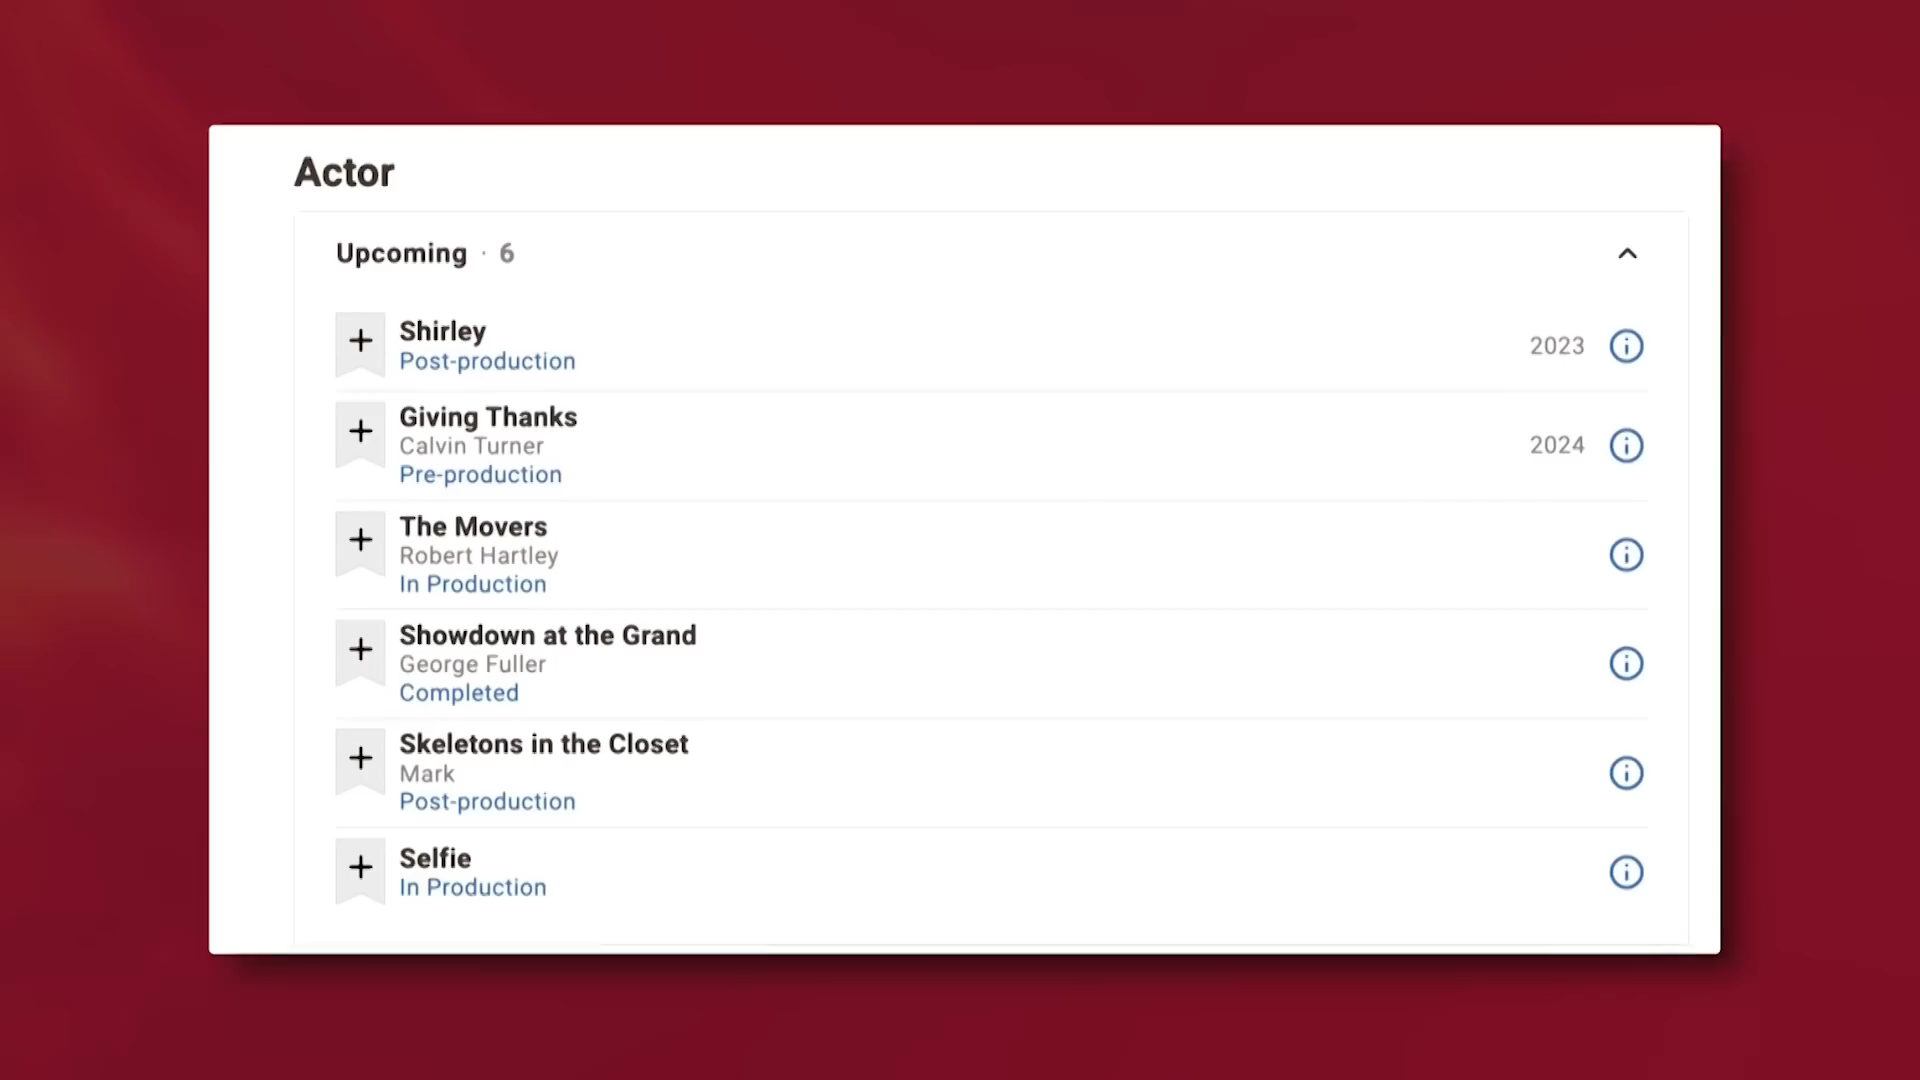 Actor
Upcoming · 6
Shirley
Post-production
2023
Giving Thanks
Calvin Turner
Pre-production
2024
The Movers
Robert Hartley
In Production
Showdown at the Grand
George Fuller
Completed
Skeletons in the Closet
Mark
Post-production
Selfie
In Production